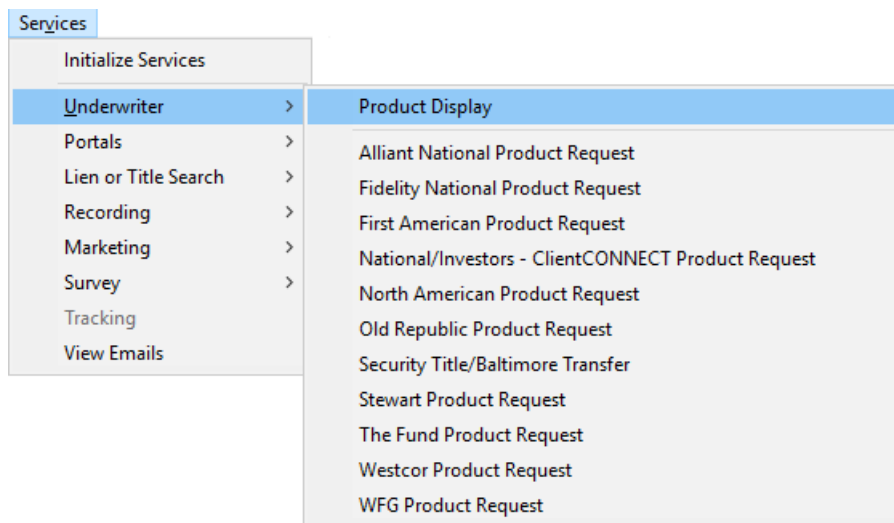 Services
Initialize Services
Underwriter
Portals
Lien or Title Search
Recording
Marketing
Survey
Tracking
View Emails
Product Display
Alliant National Product Request
Fidelity National Product Request
First American Product Request
National/Investors - ClientCONNECT Product Request
North American Product Request
Old Republic Product Request
Security Title/Baltimore Transfer
Stewart Product Request
The Fund Product Request
Westcor Product Request
WFG Product Request